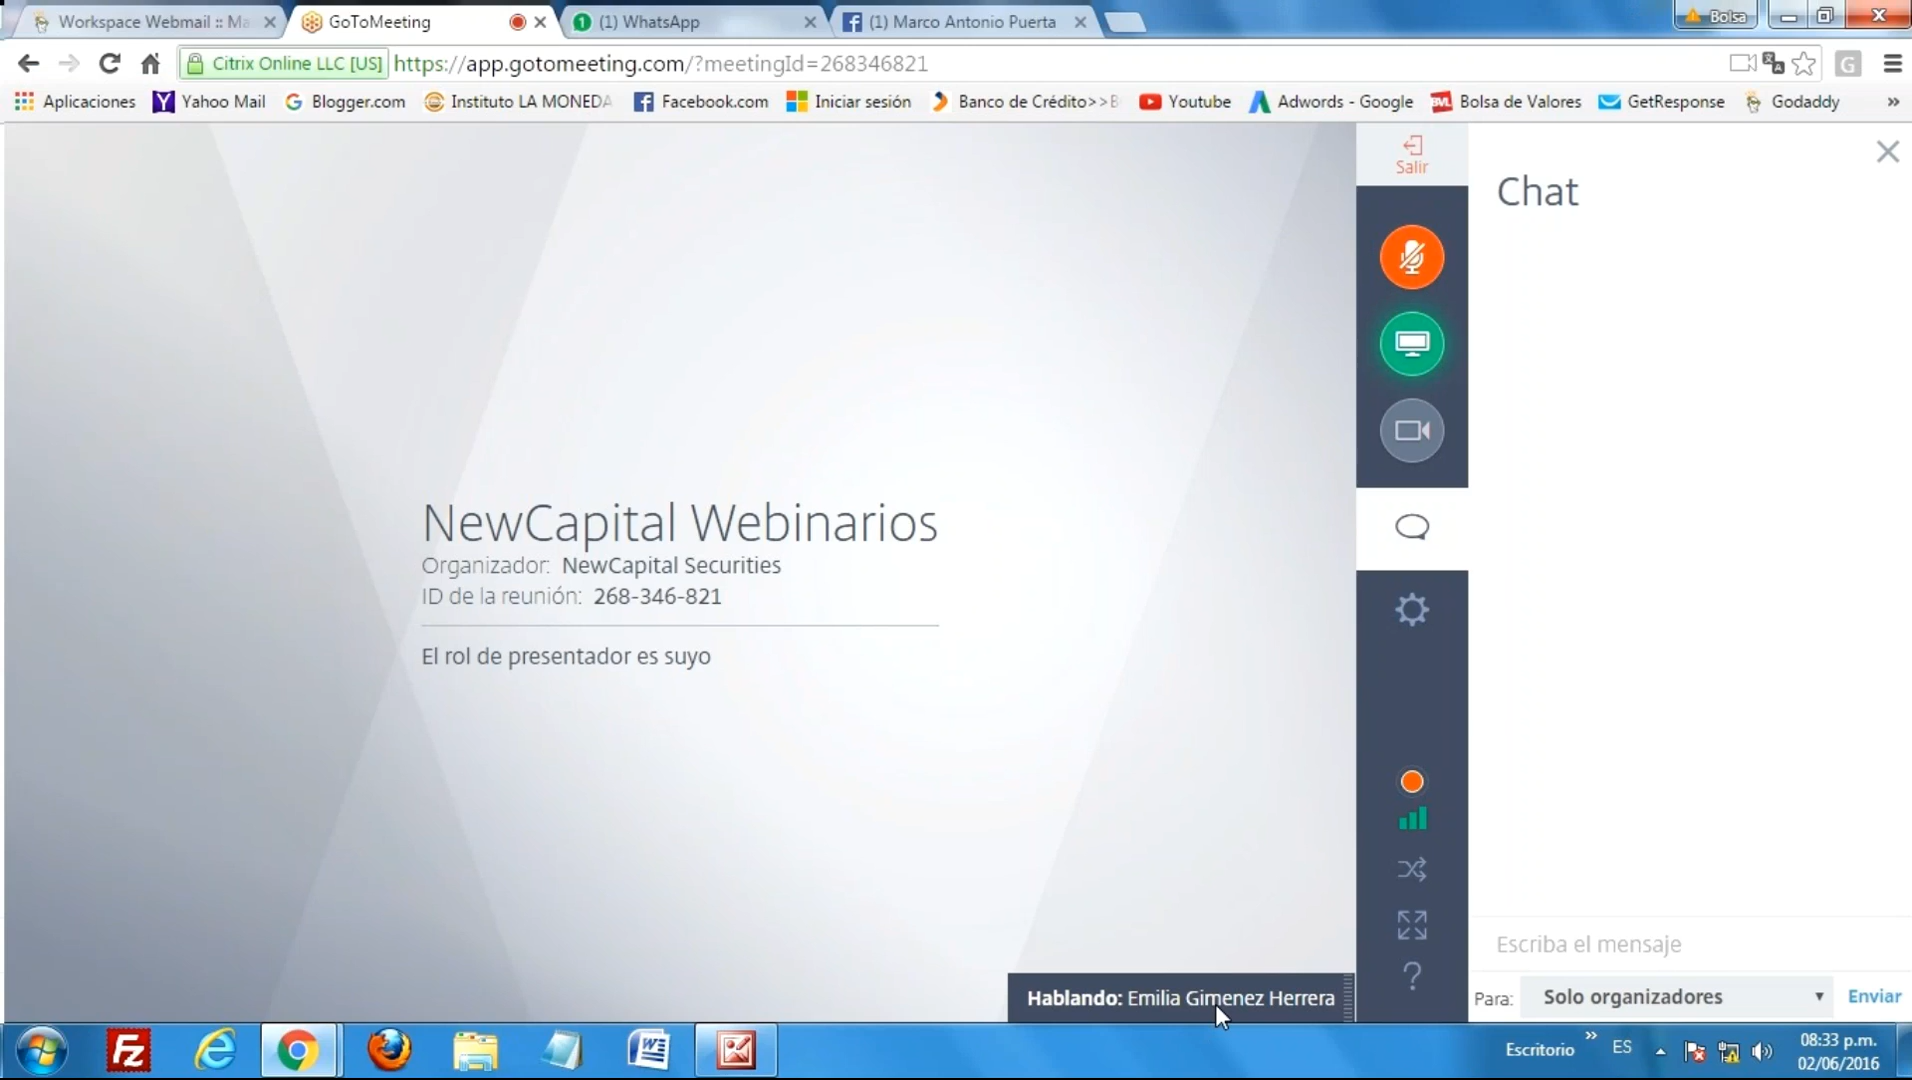 Workspace Webmail :: Ma
GoToMeeting
1 (1) WhatsApp
(1) Marco Antonio Puerta
Bolsa
Citrix Online LLC [US] https://app.gotomeeting.com/?meetingId=268346821
G
Aplicaciones
Yahoo Mail
Blogger.com
Instituto LA MONEDA
Facebook.com
Iniciar sesión
Banco de Crédito>>B
Youtube
Adwords - Google
BVL Bolsa de Valores
GetResponse
Godaddy
»
Salir
Chat
NewCapital Webinarios
Organizador: NewCapital Securities
ID de la reunión: 268-346-821
El rol de presentador es suyo
Escriba el mensaje
Hablando: Emilia Gimenez Herrera
Para: Solo organizadores
Enviar
Fz
Escritorio
»
ES
08:33 p.m.
02/06/2016